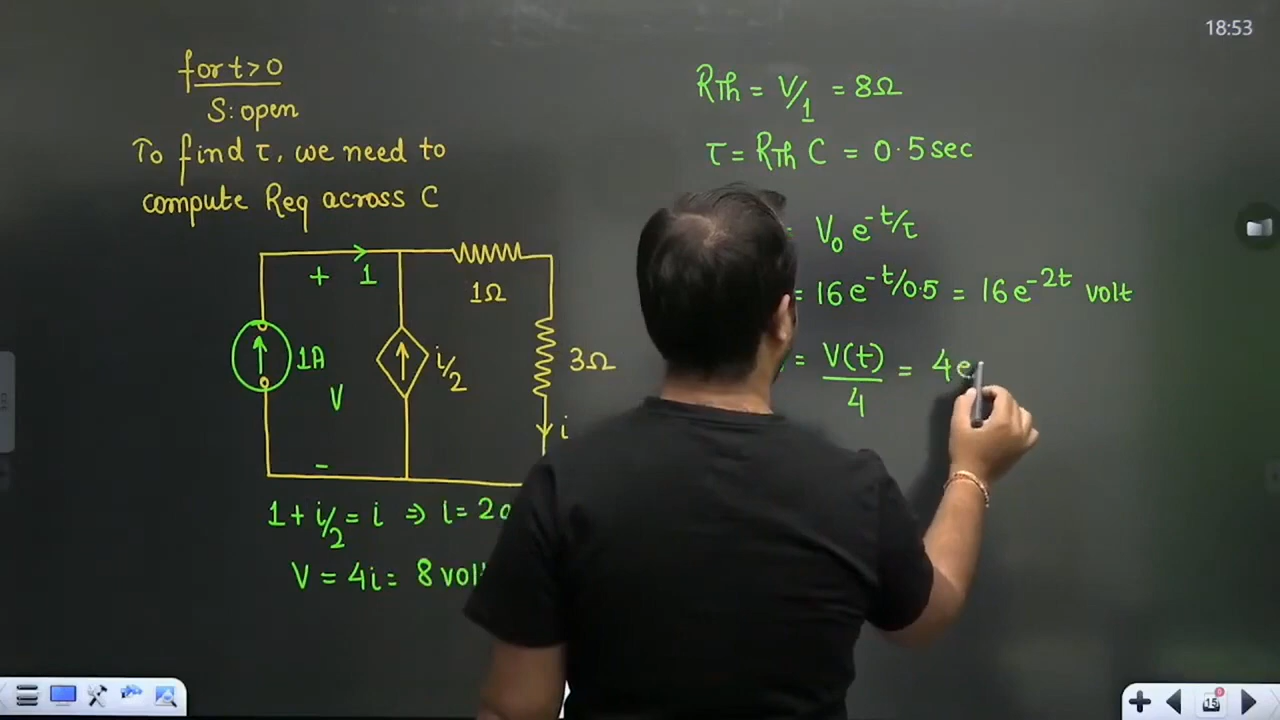 18:53
for t>0
S: open
To find τ, we need to
compute Req across C
+ 1
1Ω
1A
V
i/2
3Ω
i
-
1 + i/2 = i ⇒ i = 2
V = 4i = 8 vol
RTh = V/1 = 8Ω
τ = RTh C = 0.5 sec
V₀ e^-t/τ
= 16 e^-t/0.5 = 16 e^-2t volt
= V(t)/4 = 4e
15